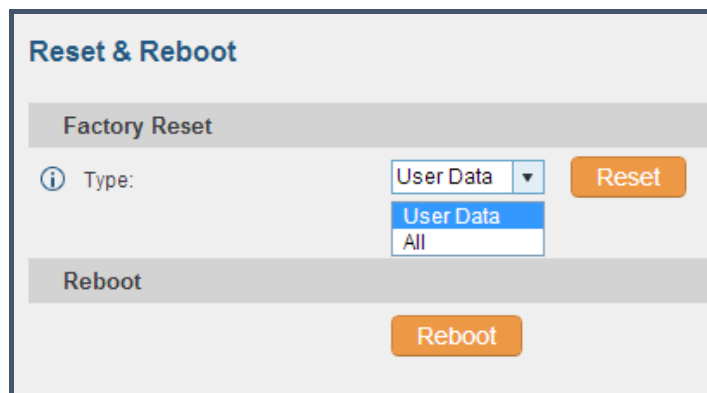 Reset & Reboot
Factory Reset
Type: User Data Reset
User Data
All
Reboot
Reboot